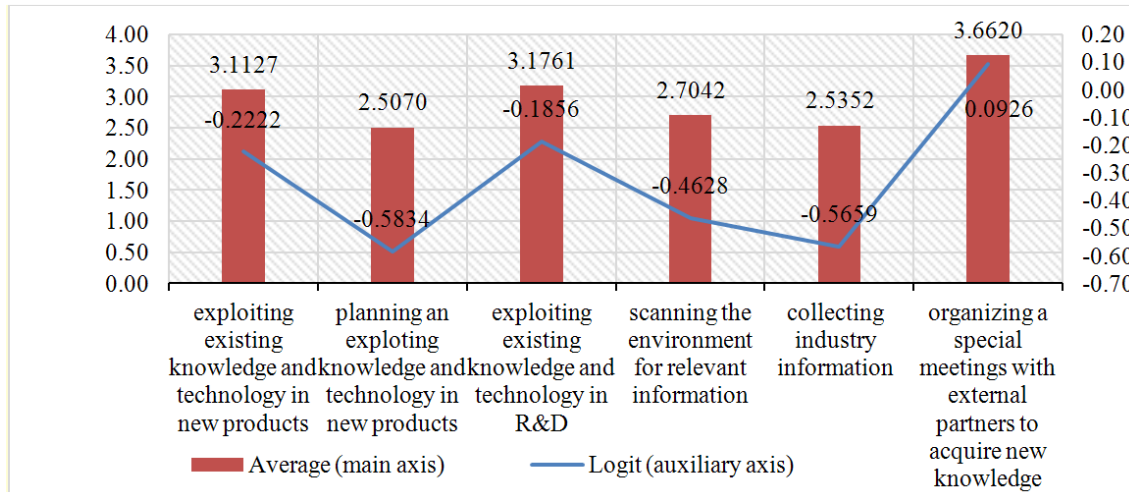 4.00
3.50
3.00
2.50
2.00
1.50
1.00
0.50
0.00
3.1127
-0.2222
2.5070
-0.5834
3.1761
-0.1856
2.7042
-0.4628
2.5352
-0.5659
3.6620
0.0926
0.20
0.10
0.00
-0.10
-0.20
-0.30
-0.40
-0.50
-0.60
-0.70
exploiting
existing
knowledge and
technology in
new products
planning an
exploting
knowledge and
technology in
new products
exploiting
existing
knowledge and
technology in
R&D
scanning the
environment
for relevant
information
collecting
industry
information
organizing a
special
meetings with
external
partners to
acquire new
knowledge
Average (main axis)
Logit (auxiliary axis)